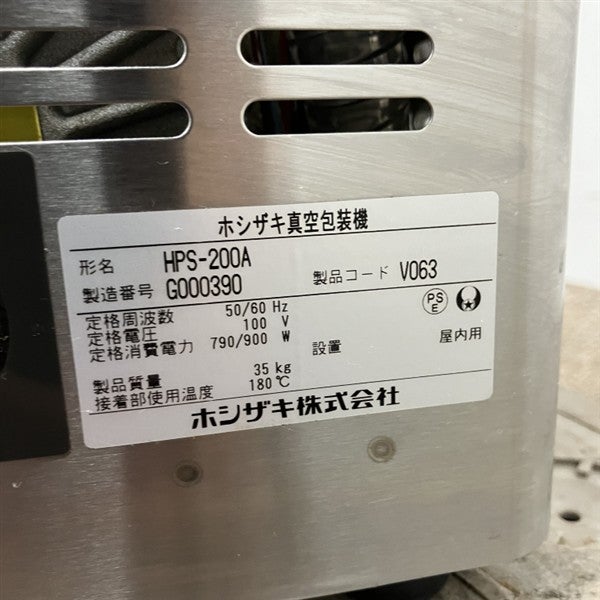 ホシザキ真空包装機
形名 HPS-200A
製造番号 G000390 製品コード V063
定格周波数 50/60 Hz
定格電圧 100 V
定格消費電力 790/900 W
PS
E
設置 屋内用
製品質量 35 kg
接着部使用温度 180℃
ホシザキ株式会社